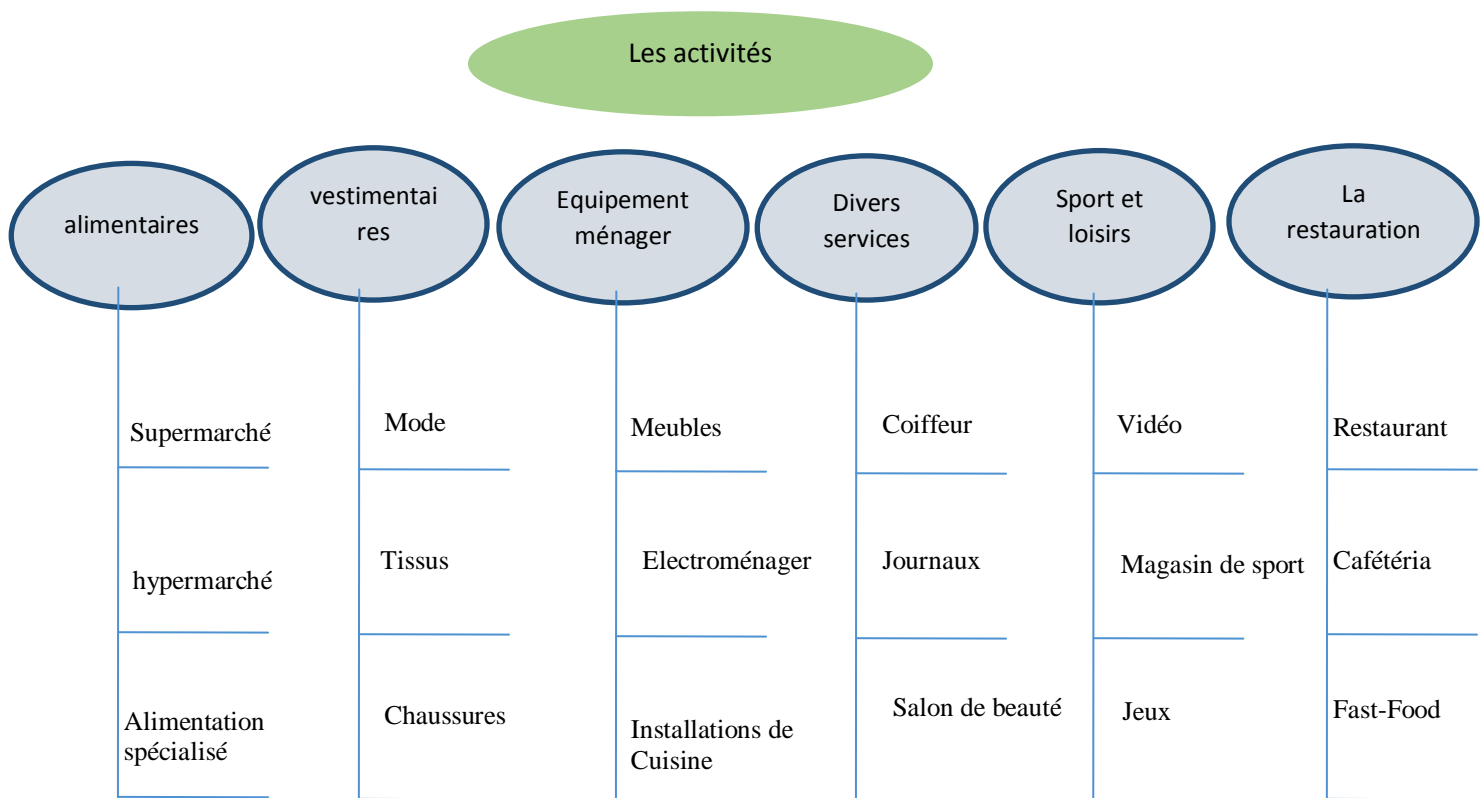 Les activités
alimentaires
vestimentai
res
Equipement
ménager
Divers
services
Sport et
loisirs
La
restauration
Supermarché
hypermarché
Alimentation
spécialisé
Mode
Tissus
Chaussures
Meubles
Electroménager
Installations de
Cuisine
Coiffeur
Journaux
Salon de beauté
Vidéo
Magasin de sport
Jeux
Restaurant
Cafétéria
Fast-Food